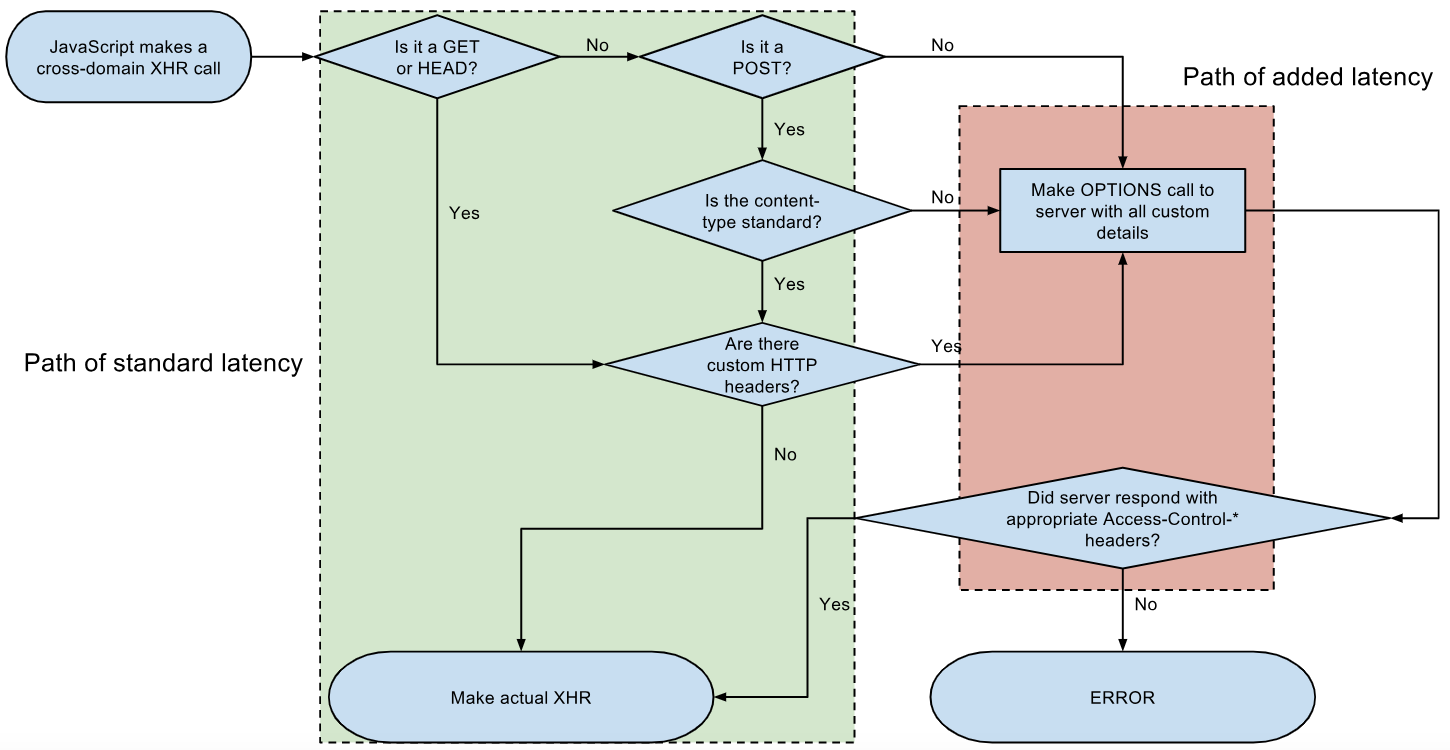 JavaScript makes a
cross-domain XHR call
Is it a GET
or HEAD?
No
Is it a
POST?
No
Path of added latency
Yes
Yes
Is the content-
type standard?
No
Make OPTIONS call to
server with all custom
details
Yes
Path of standard latency
Are there
custom HTTP
headers?
Yes
No
Did server respond with
appropriate Access-Control-*
headers?
Yes
No
Make actual XHR
ERROR